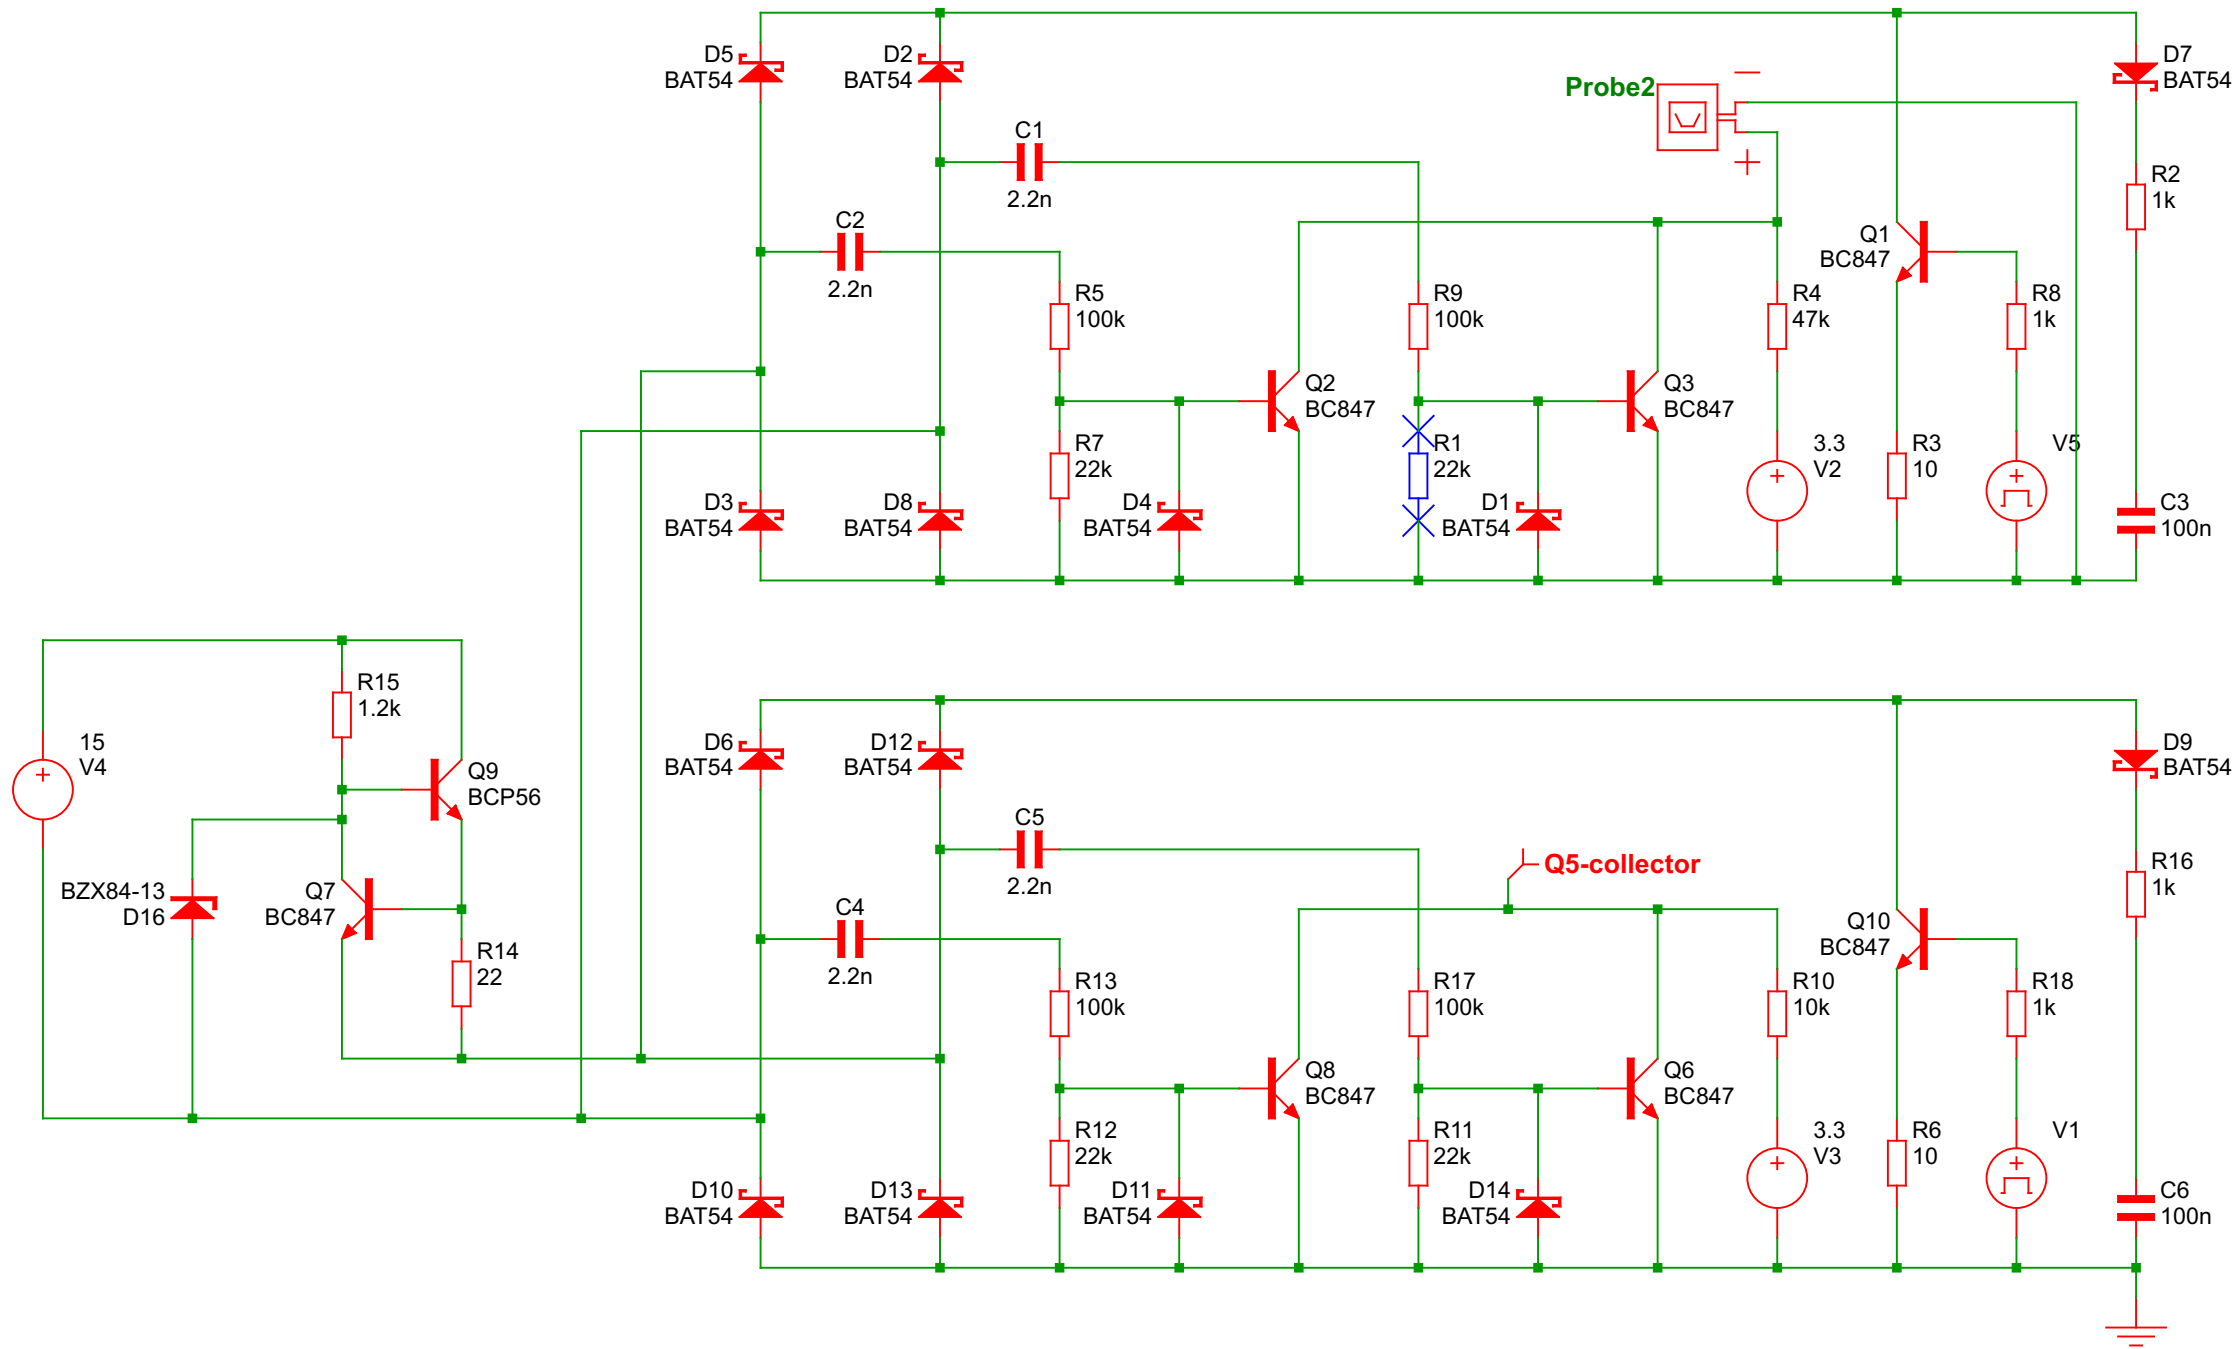 D5
BAT54
D2
BAT54
D7
BAT54
Probe2
C1
2.2n
R2
1k
C2
2.2n
Q1
BC847
R5
100k
R9
100k
R4
47k
R8
1k
Q2
BC847
Q3
BC847
R7
22k
R1
22k
3.3
V2
R3
10
V5
D3
BAT54
D8
BAT54
D4
BAT54
D1
BAT54
C3
100n
R15
1.2k
15
V4
Q9
BCP56
D6
BAT54
D12
BAT54
D9
BAT54
C5
2.2n
Q5-collector
R16
1k
BZX84-13
D16
Q7
BC847
C4
2.2n
Q10
BC847
R14
22
R13
100k
R17
100k
R10
10k
R18
1k
Q8
BC847
Q6
BC847
R12
22k
R11
22k
3.3
V3
R6
10
V1
D10
BAT54
D13
BAT54
D11
BAT54
D14
BAT54
C6
100n